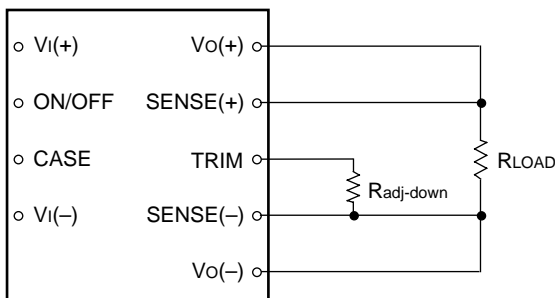 VI(+)
VO(+)
ON/OFF
SENSE(+)
CASE
TRIM
RLOAD
Radj-down
VI(–)
SENSE(–)
VO(–)